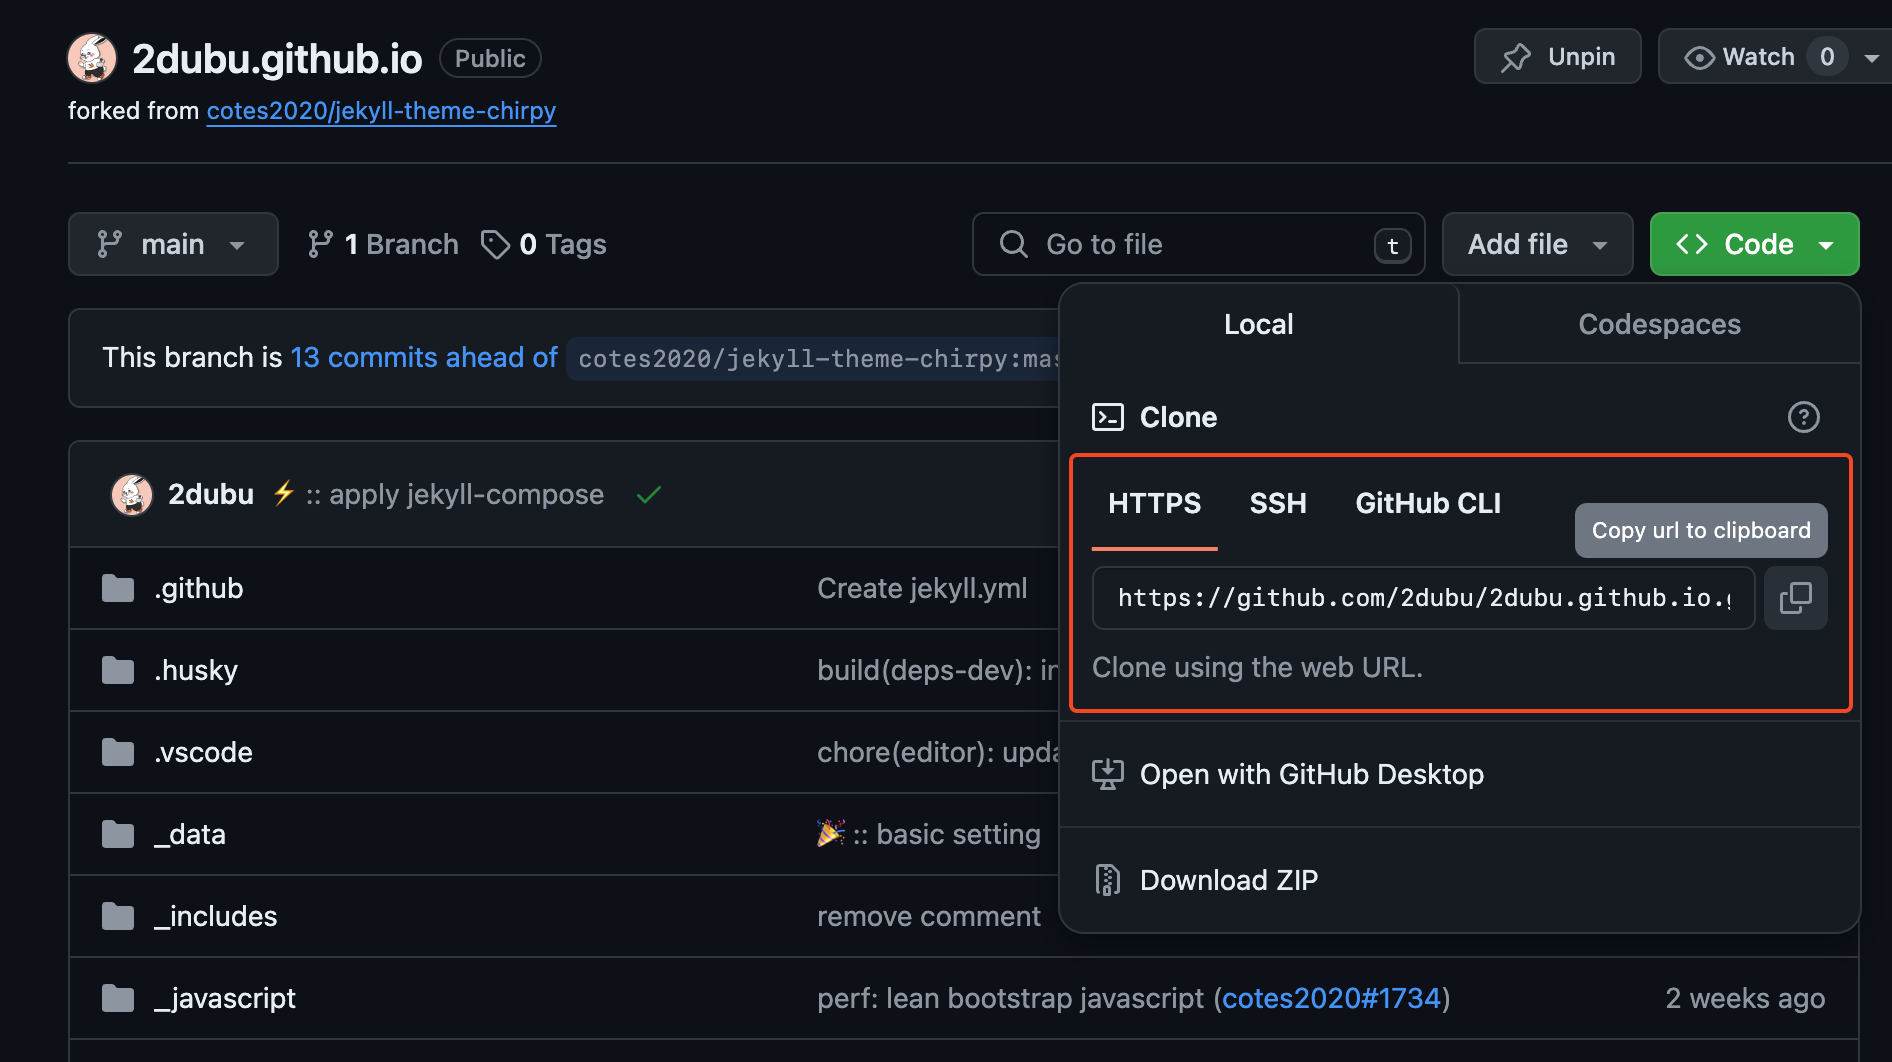 2dubu.github.io Public
Unpin
Watch 0
forked from cotes2020/jekyll-theme-chirpy
main
1 Branch
0 Tags
Go to file
t
Add file
<> Code
This branch is 13 commits ahead of cotes2020/jekyll-theme-chirpy:mas
Local
Codespaces
Clone
?
2dubu ⚡ :: apply jekyll-compose
HTTPS
SSH
GitHub CLI
Copy url to clipboard
.github
Create jekyll.yml
https://github.com/2dubu/2dubu.github.io.g
Clone using the web URL.
.husky
build(deps-dev): in
.vscode
chore(editor): upda
Open with GitHub Desktop
_data
🎉 :: basic setting
Download ZIP
_includes
remove comment
_javascript
perf: lean bootstrap javascript (cotes2020#1734)
2 weeks ago